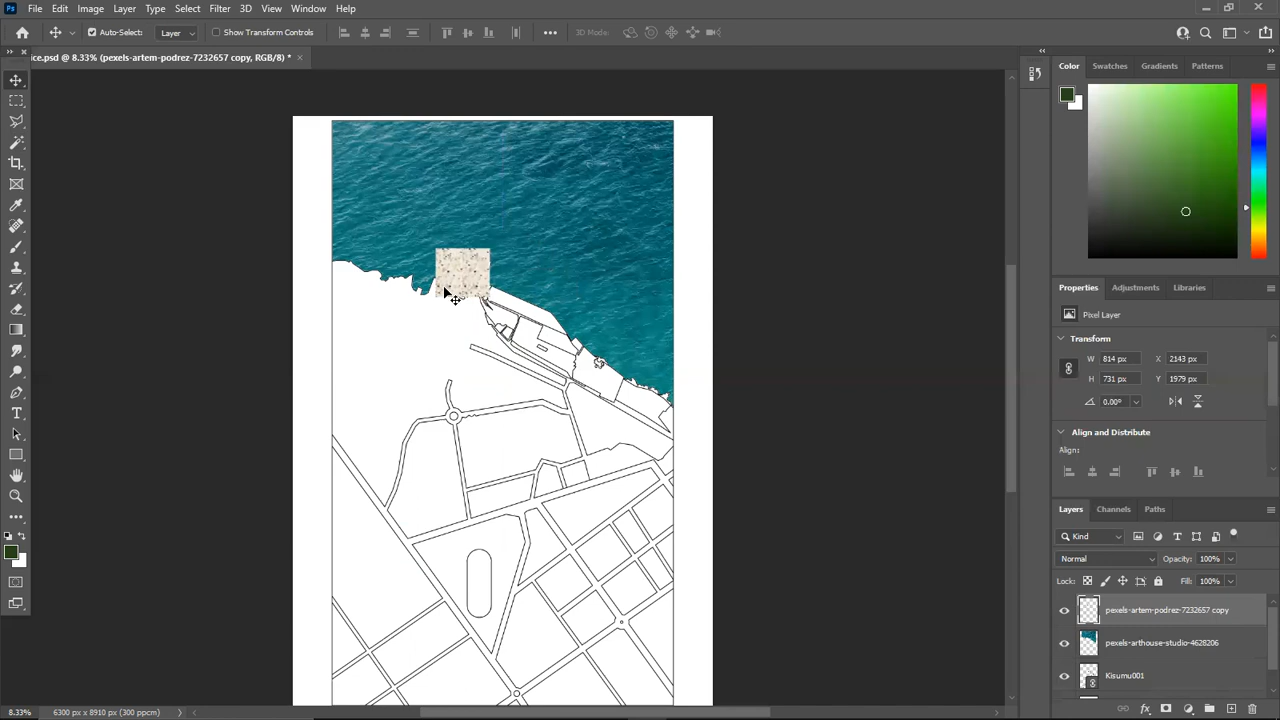 Ps File Edit Image Layer Type Select Filter 3D View Window Help
Auto-Select: Layer Show Transform Controls 3D Mode:
ice.psd @ 8.33% (pexels-artem-podrez-7232657 copy, RGB/8) *
Color Swatches Gradients Patterns
Properties Adjustments Libraries
Pixel Layer
Transform
W 814 px X 2143 px
H 731 px Y 1979 px
0.00°
Align and Distribute
Align:
Layers Channels Paths
Kind
Normal Opacity: 100%
Lock: Fill: 100%
pexels-artem-podrez-7232657 copy
pexels-arthouse-studio-4628206
Kisumu001
8.33% 6300 px x 8910 px (300 ppcm)